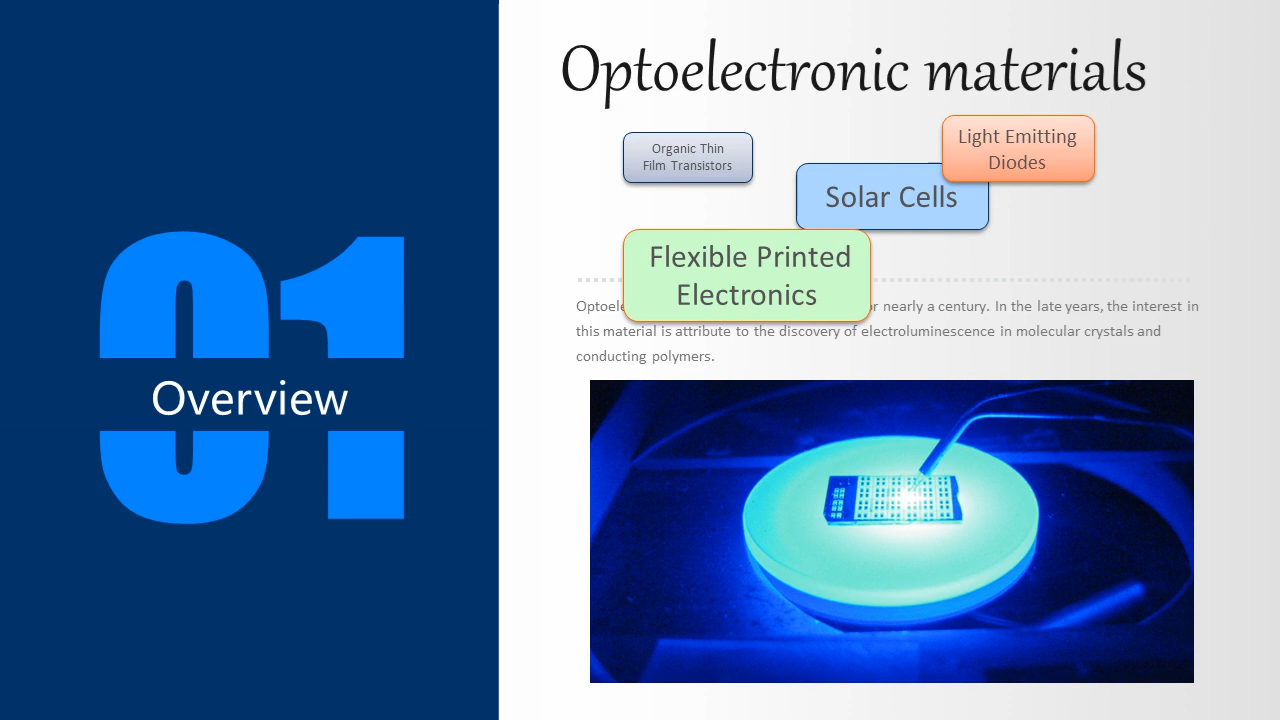 01
Overview
Optoelectronic materials
Organic Thin
Film Transistors
Light Emitting
Diodes
Solar Cells
Flexible Printed
Electronics
nearly a century. In the late years, the interest in
this material is attribute to the discovery of electroluminescence in molecular crystals and
conducting polymers.